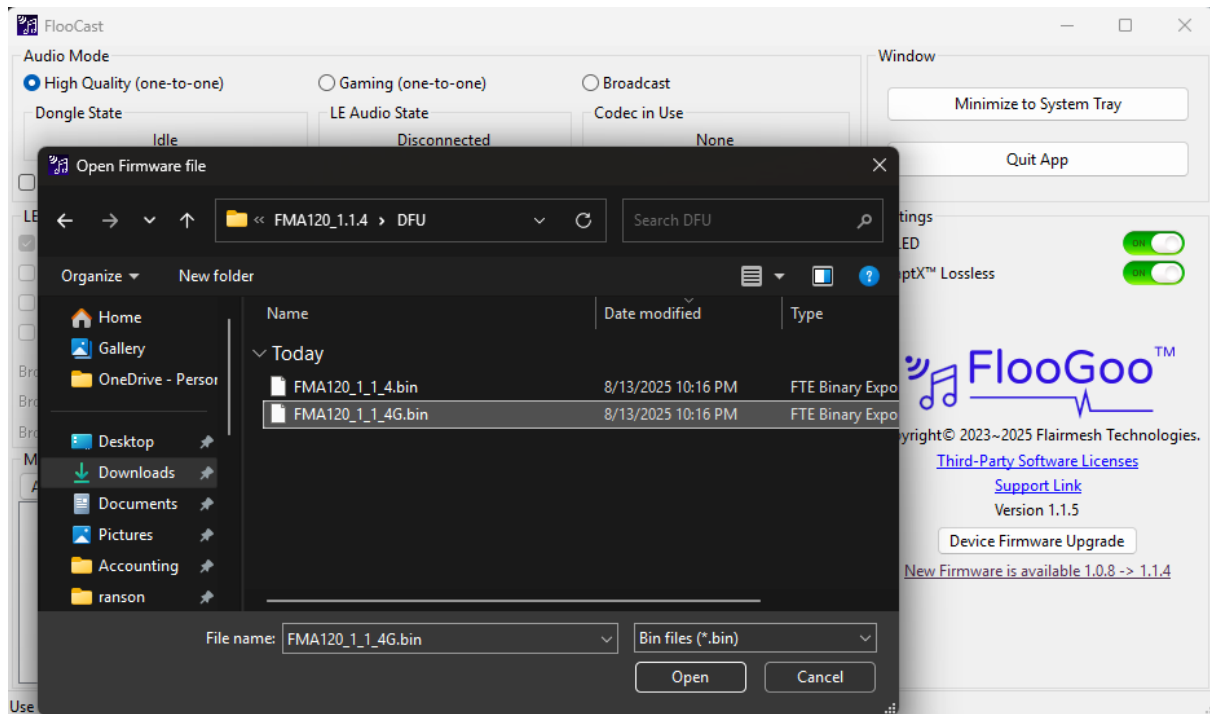 FlooCast
Audio Mode
High Quality (one-to-one) Gaming (one-to-one) Broadcast
Dongle State LE Audio State Codec in Use
Idle Disconnected None
Window
Minimize to System Tray
Quit App
Open Firmware file
« FMA120_1.1.4 > DFU
Search DFU
Organize New folder
Home
Gallery
OneDrive - Person
Desktop
Downloads
Documents
Pictures
Accounting
ranson
Name Date modified Type
Today
FMA120_1_1_4.bin 8/13/2025 10:16 PM FTE Binary Expo
FMA120_1_1_4G.bin 8/13/2025 10:16 PM FTE Binary Expo
File name: FMA120_1_1_4G.bin Bin files (*.bin)
Open Cancel
LE
Bro
Bro
Bro
M
A
Use
tings
LED
ON
ptX™ Lossless
ON
FlooGoo™
yright© 2023~2025 Flairmesh Technologies.
Third-Party Software Licenses
Support Link
Version 1.1.5
Device Firmware Upgrade
New Firmware is available 1.0.8 -> 1.1.4